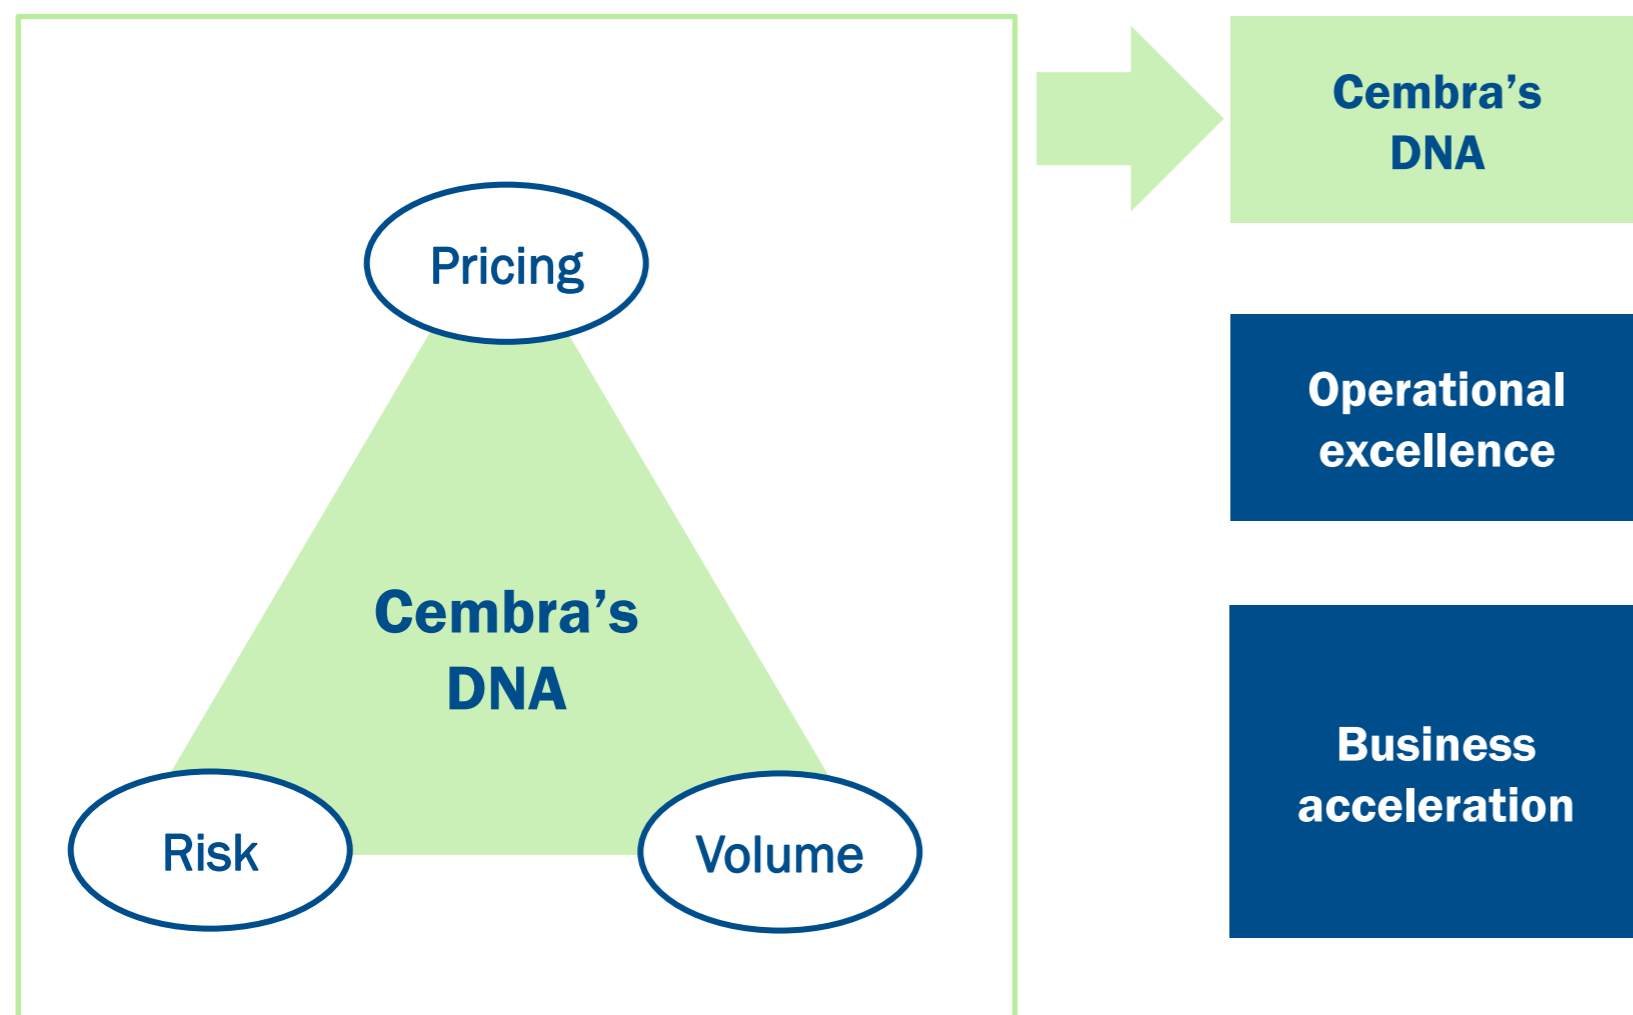 Pricing
Cembra’s
DNA
Risk
Volume
Cembra’s
DNA
Operational
excellence
Business
acceleration